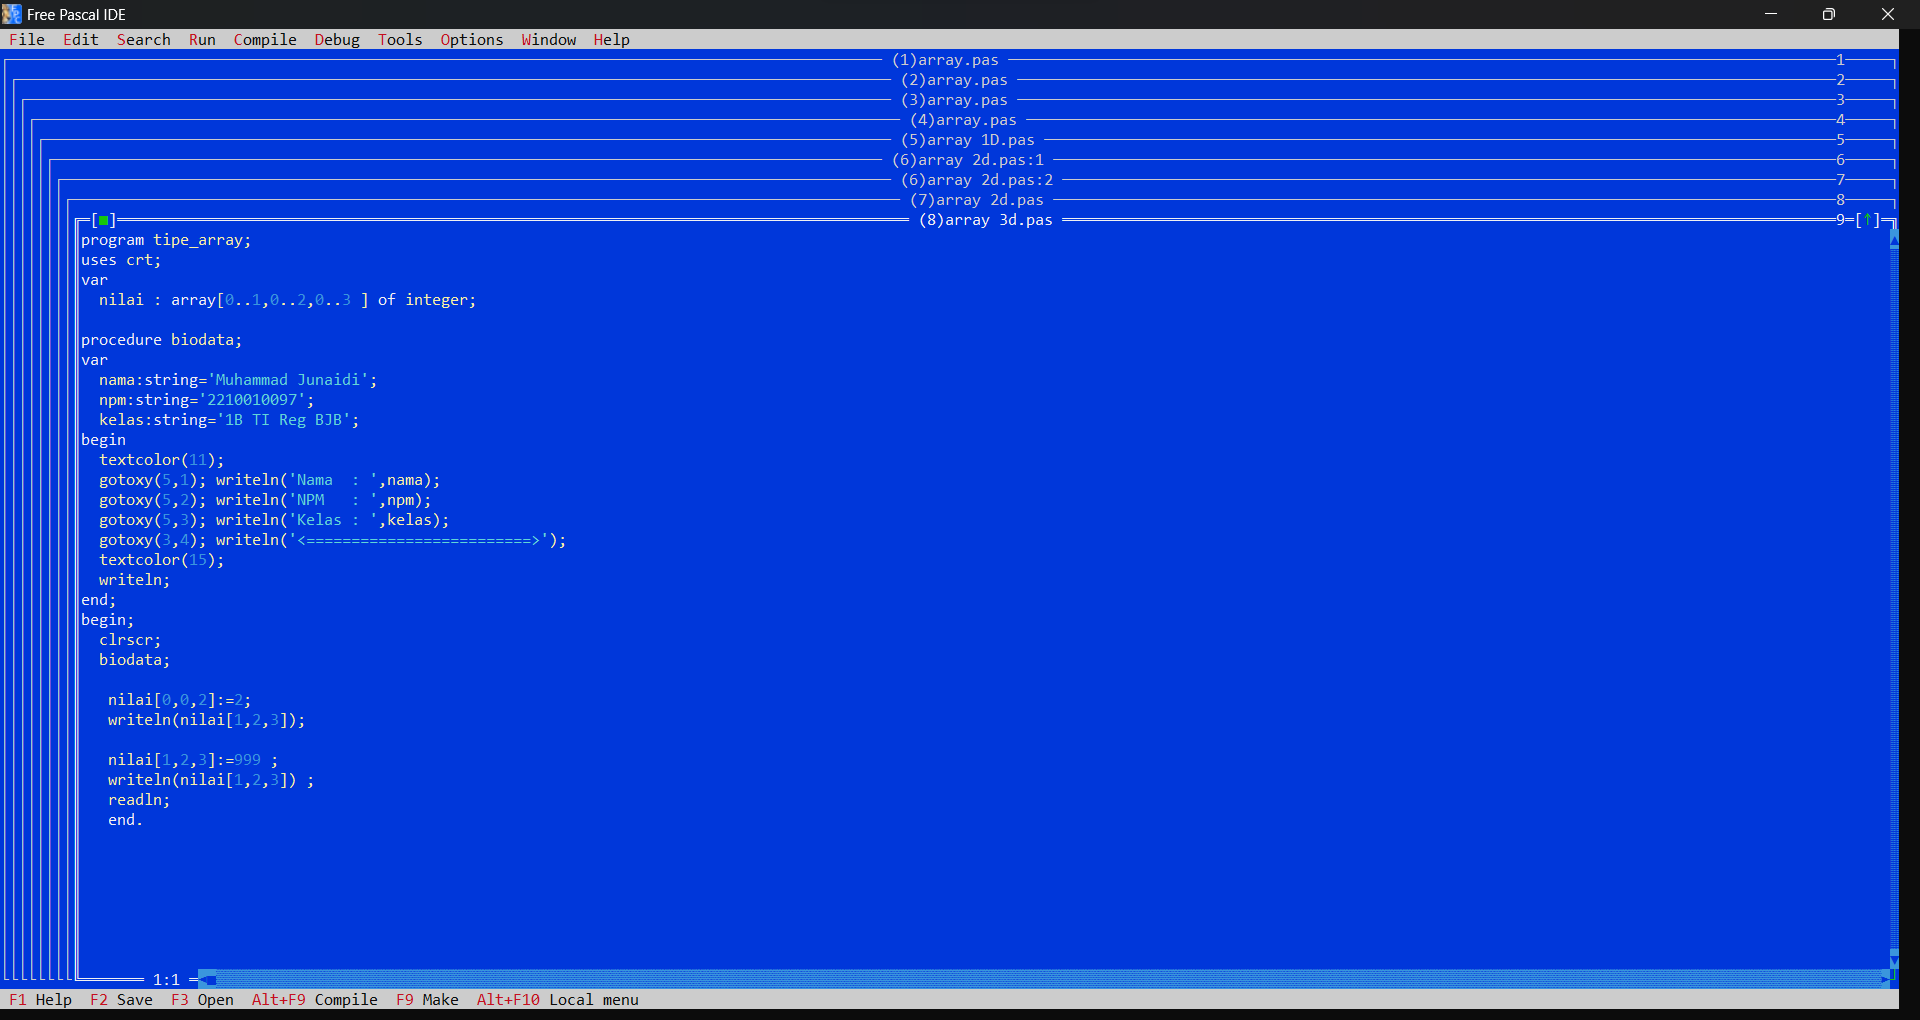 Free Pascal IDE
File Edit Search Run Compile Debug Tools Options Window Help
(1)array.pas 1
(2)array.pas 2
(3)array.pas 3
(4)array.pas 4
(5)array 1D.pas 5
(6)array 2d.pas:1 6
(6)array 2d.pas:2 7
(7)array 2d.pas 8
[■] (8)array 3d.pas 9=[↑]
program tipe_array;
uses crt;
var
  nilai : array[0..1,0..2,0..3 ] of integer;

procedure biodata;
var
  nama:string='Muhammad Junaidi';
  npm:string='2210010097';
  kelas:string='1B TI Reg BJB';
begin
  textcolor(11);
  gotoxy(5,1); writeln('Nama  : ',nama);
  gotoxy(5,2); writeln('NPM   : ',npm);
  gotoxy(5,3); writeln('Kelas : ',kelas);
  gotoxy(3,4); writeln('<=========================>');
  textcolor(15);
  writeln;
end;
begin;
  clrscr;
  biodata;

   nilai[0,0,2]:=2;
   writeln(nilai[1,2,3]);

   nilai[1,2,3]:=999 ;
   writeln(nilai[1,2,3]) ;
   readln;
   end.
1:1
F1 Help F2 Save F3 Open Alt+F9 Compile F9 Make Alt+F10 Local menu